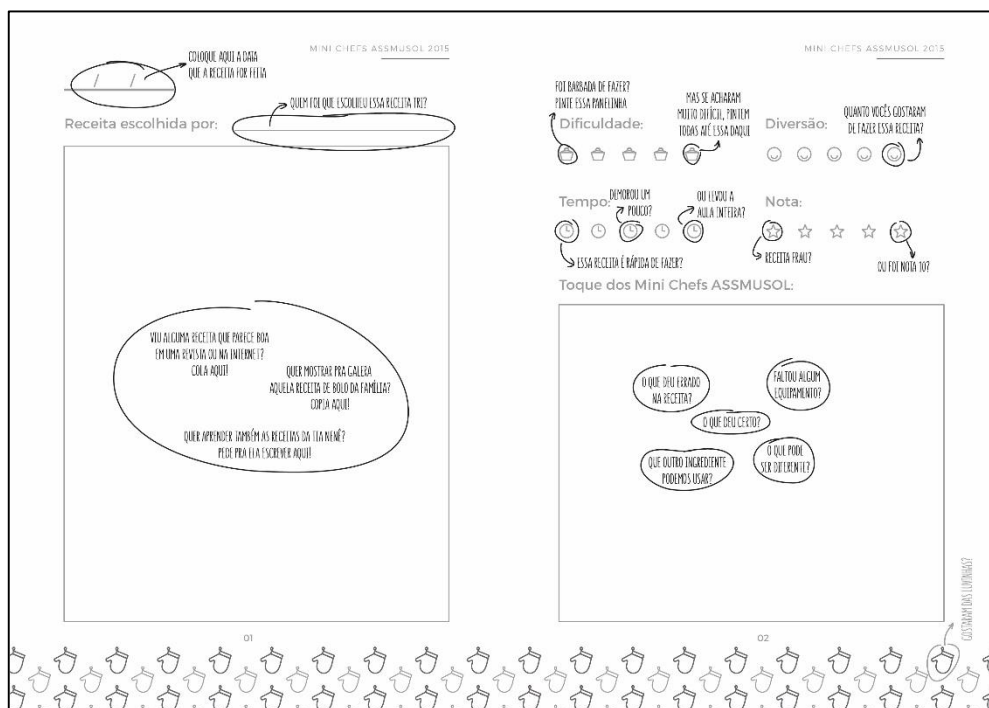 MINI CHEFS ASSMUSOL 2015
COLOQUE AQUI A DATA
QUE A RECEITA FOR FEITA
QUEM FOI QUE ESCOLHEU ESSA RECEITA TRI?
Receita escolhida por:
VIU ALGUMA RECEITA QUE PARECE BOA
EM UMA REVISTA OU NA INTERNET?
COLA AQUI!
QUER MOSTRAR PRA GALERA
AQUELA RECEITA DE BOLO DA FAMÍLIA?
COPIA AQUI!
QUER APRENDER TAMBÉM AS RECEITAS DA TIA NENÊ?
PEDE PRA ELA ESCREVER AQUI!
01
MINI CHEFS ASSMUSOL 2015
FOI BARBADA DE FAZER?
PINTE ESSA PANELINHA
MAS SE ACHARAM
MUITO DIFÍCIL, PINTEM
TODAS ATÉ ESSA DAQUI
Dificuldade:
Diversão:
QUANTO VOCÊS GOSTARAM
DE FAZER ESSA RECEITA?
Tempo:
DEMOROU UM
POUCO?
OU LEVOU A
AULA INTEIRA?
ESSA RECEITA É RÁPIDA DE FAZER?
Nota:
RECEITA FRAU?
OU FOI NOTA 10?
Toque dos Mini Chefs ASSMUSOL:
O QUE DEU ERRADO
NA RECEITA?
FALTOU ALGUM
EQUIPAMENTO?
O QUE DEU CERTO?
QUE OUTRO INGREDIENTE
PODEMOS USAR?
O QUE PODE
SER DIFERENTE?
GOSTARAM DAS LUVINHAS?
02